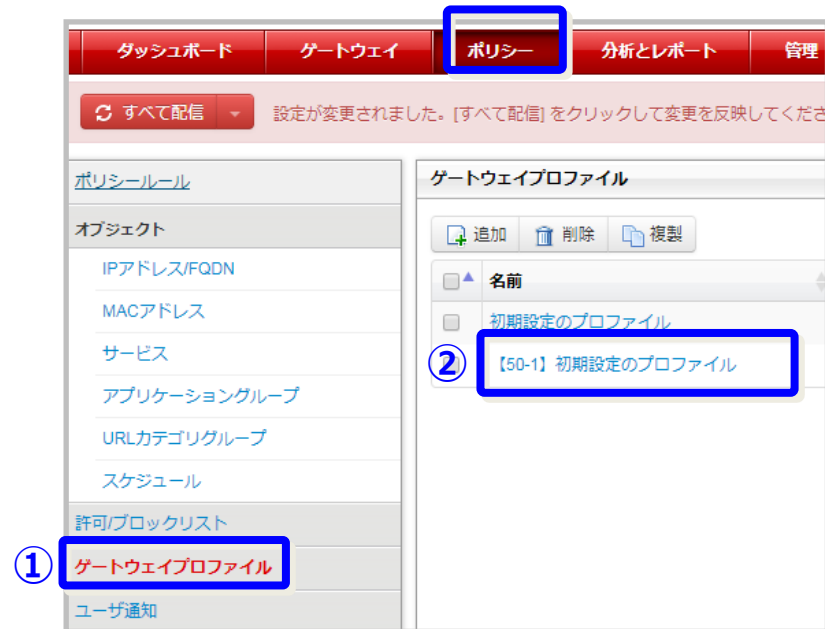 ダッシュボード ゲートウェイ ポリシー 分析とレポート 管理
すべて配信 設定が変更されました。[すべて配信] をクリックして変更を反映してくださ
ポリシールール
オブジェクト
IPアドレス/FQDN
MACアドレス
サービス
アプリケーショングループ
URLカテゴリグループ
スケジュール
許可/ブロックリスト
① ゲートウェイプロファイル
ユーザ通知
ゲートウェイプロファイル
追加 削除 複製
名前
初期設定のプロファイル
② 【50-1】初期設定のプロファイル